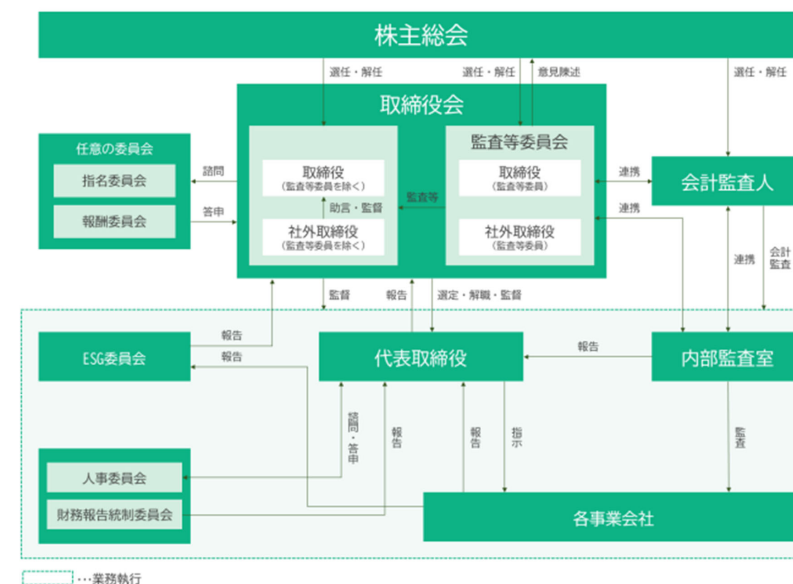 株主総会
選任・解任
選任・解任
意見陳述
選任・解任
取締役会
任意の委員会
指名委員会
報酬委員会
諮問
答申
取締役
(監査等委員を除く)
助言・監督
社外取締役
(監査等委員を除く)
監査等
監査等委員会
取締役
(監査等委員)
社外取締役
(監査等委員)
連携
連携
会計監査人
連携
会計
監査
監督
報告
選定・解職・監督
報告
報告
ESG委員会
代表取締役
報告
内部監査室
諮問・答申
報告
報告
指示
監査
人事委員会
財務報告統制委員会
各事業会社
…業務執行